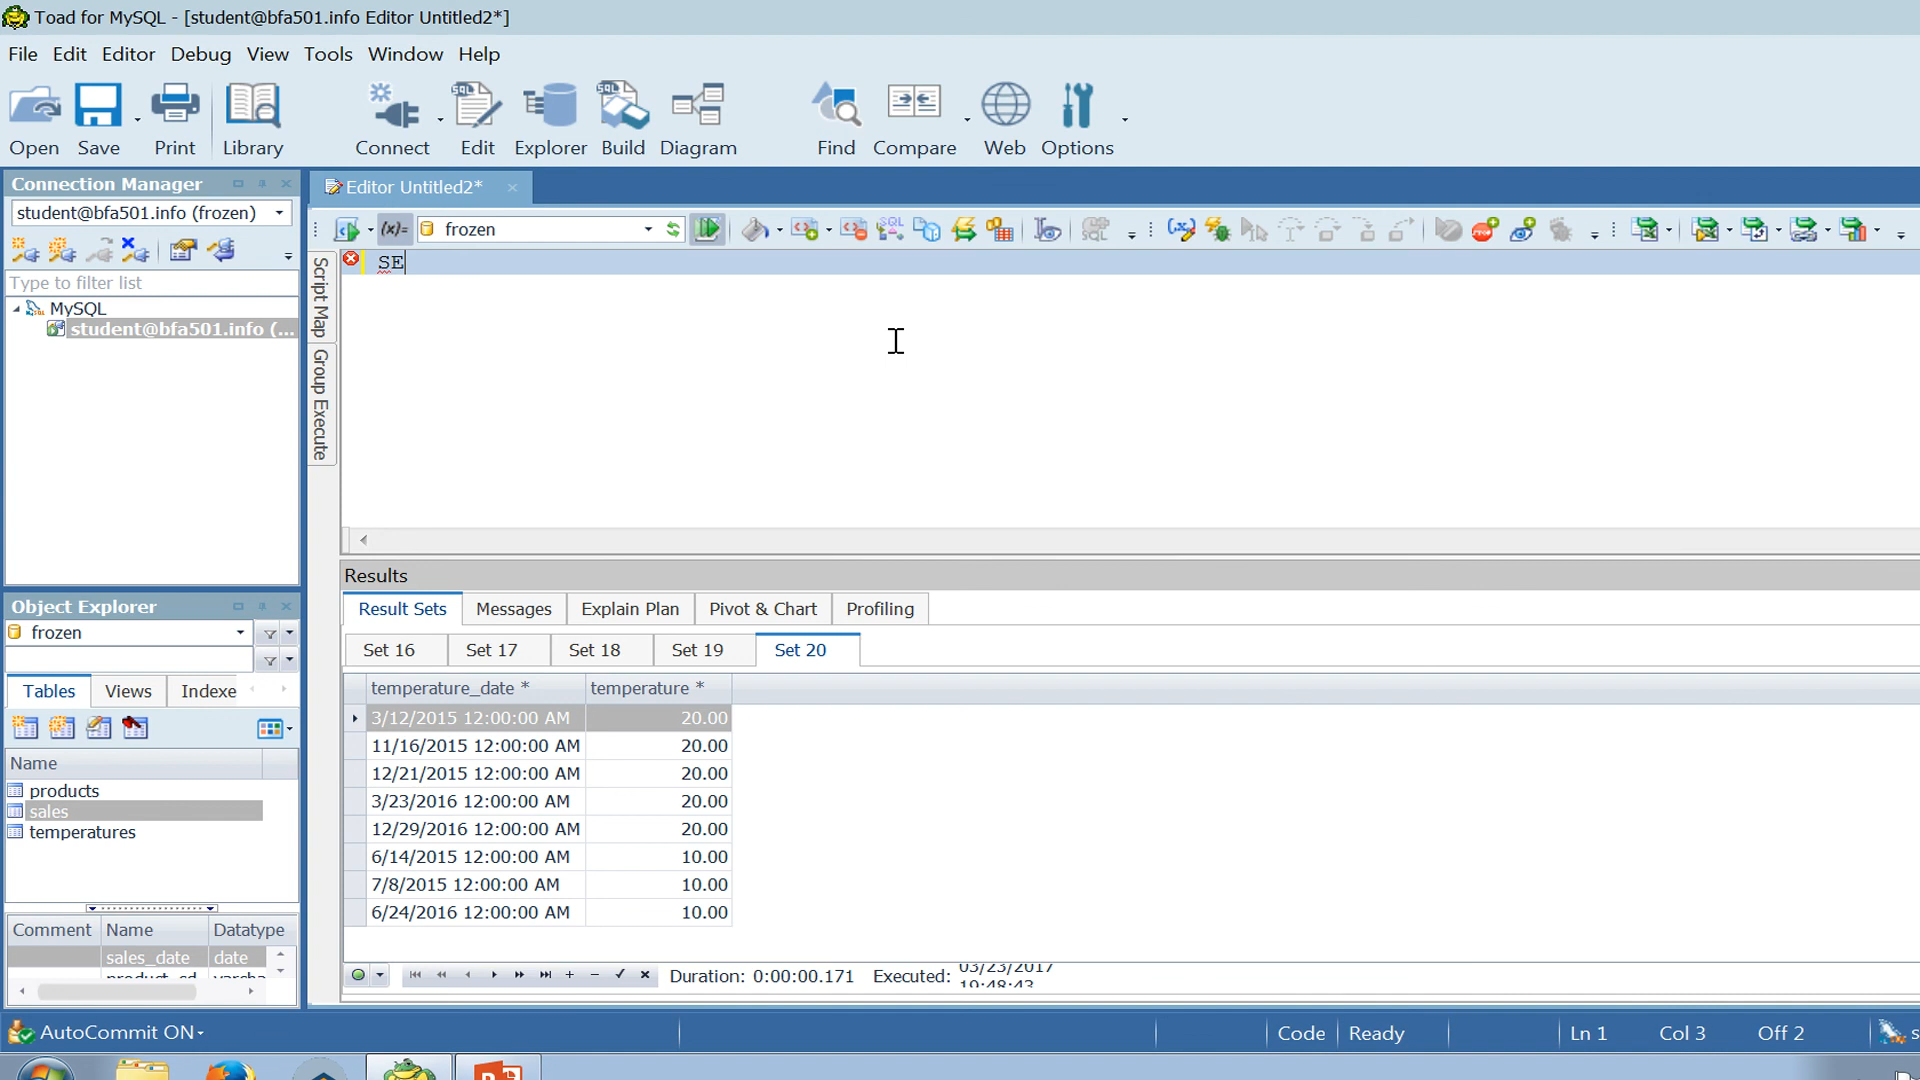 Toad for MySQL - [student@bfa501.info Editor Untitled2*]
File Edit Editor Debug View Tools Window Help
Open Save Print Library Connect Edit Explorer Build Diagram Find Compare Web Options
Connection Manager
student@bfa501.info (frozen)
Type to filter list
MySQL
student@bfa501.info (...
Editor Untitled2*
frozen
SE
Script Map
Group Execute
Results
Result Sets Messages Explain Plan Pivot & Chart Profiling
Set 16 Set 17 Set 18 Set 19 Set 20
temperature_date * temperature *
3/12/2015 12:00:00 AM 20.00
11/16/2015 12:00:00 AM 20.00
12/21/2015 12:00:00 AM 20.00
3/23/2016 12:00:00 AM 20.00
12/29/2016 12:00:00 AM 20.00
6/14/2015 12:00:00 AM 10.00
7/8/2015 12:00:00 AM 10.00
6/24/2016 12:00:00 AM 10.00
Duration: 0:00:00.171 Executed: 03/23/2017
19:48:43
Object Explorer
frozen
Tables Views Indexe
Name
products
sales
temperatures
Comment Name Datatype
sales_date date
product_cd varcha
AutoCommit ON
Code Ready Ln 1 Col 3 Off 2